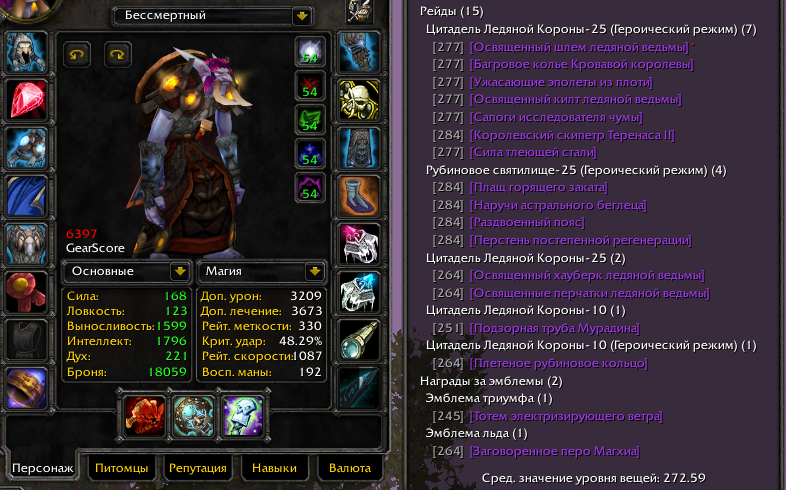 Бессмертный
54
54
54
54
54
6397
GearScore
Основные
Магия
Сила: 168
Ловкость: 123
Выносливость: 1599
Интеллект: 1796
Дух: 221
Броня: 18059
Доп. урон: 3209
Доп. лечение: 3673
Рейт. меткости: 330
Крит. удар: 48.29%
Рейт. скорости: 1087
Восп. маны: 192
Персонаж
Питомцы
Репутация
Навыки
Валюта
Рейды (15)
Цитадель Ледяной Короны-25 (Героический режим) (7)
[277] [Освященный шлем ледяной ведьмы]*
[277] [Багровое колье Кровавой королевы]
[277] [Ужасающие эполеты из плоти]
[277] [Освященный килт ледяной ведьмы]
[277] [Сапоги исследователя чумы]
[284] [Королевский скипетр Теренаса II]
[277] [Сила тлеющей стали]
Рубиновое святилище-25 (Героический режим) (4)
[284] [Плащ горящего заката]
[284] [Наручи астрального беглеца]
[284] [Раздвоенный пояс]
[284] [Перстень постепенной регенерации]
Цитадель Ледяной Короны-25 (2)
[264] [Освященный хауберк ледяной ведьмы]
[264] [Освященные перчатки ледяной ведьмы]
Цитадель Ледяной Короны-10 (1)
[251] [Подзорная труба Мурадина]
Цитадель Ледяной Короны-10 (Героический режим) (1)
[264] [Плетеное рубиновое кольцо]
Награды за эмблемы (2)
Эмблема триумфа (1)
[245] [Тотем электризирующего ветра]
Эмблема льда (1)
[264] [Заговоренное перо Магхиа]
Сред. значение уровня вещей: 272.59